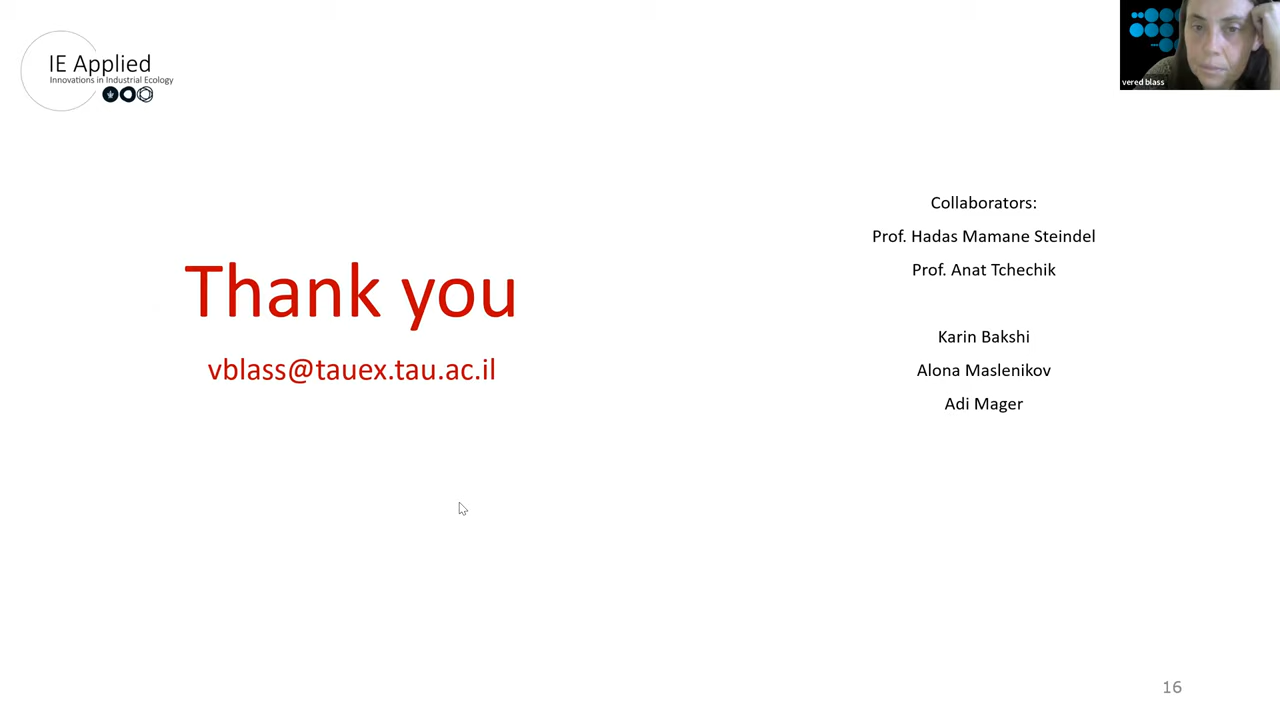 IE Applied
Innovations in Industrial Ecology
vered blass
Thank you
vblass@tauex.tau.ac.il
Collaborators:
Prof. Hadas Mamane Steindel
Prof. Anat Tchechik
Karin Bakshi
Alona Maslenikov
Adi Mager
16